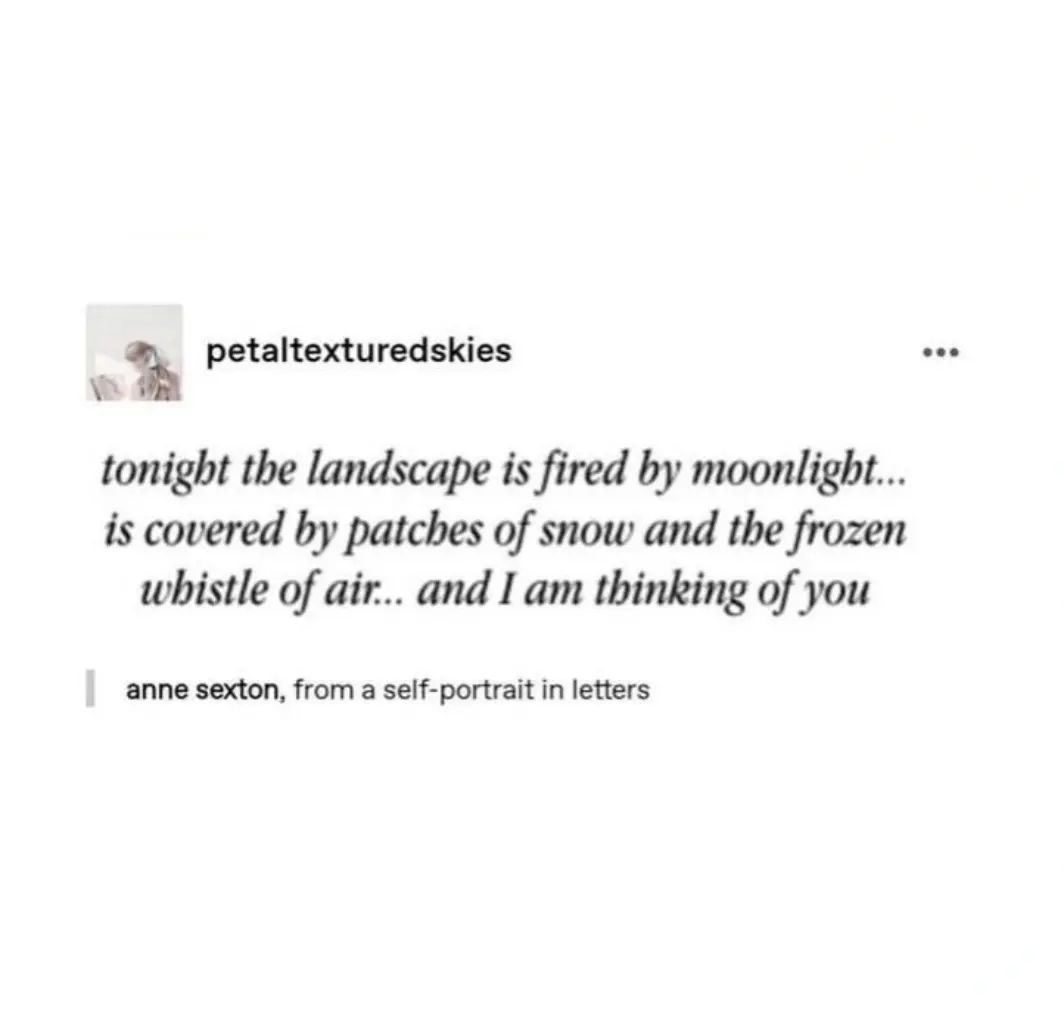 petaltexturedskies
tonight the landscape is fired by moonlight...
is covered by patches of snow and the frozen
whistle of air... and I am thinking of you
anne sexton, from a self-portrait in letters